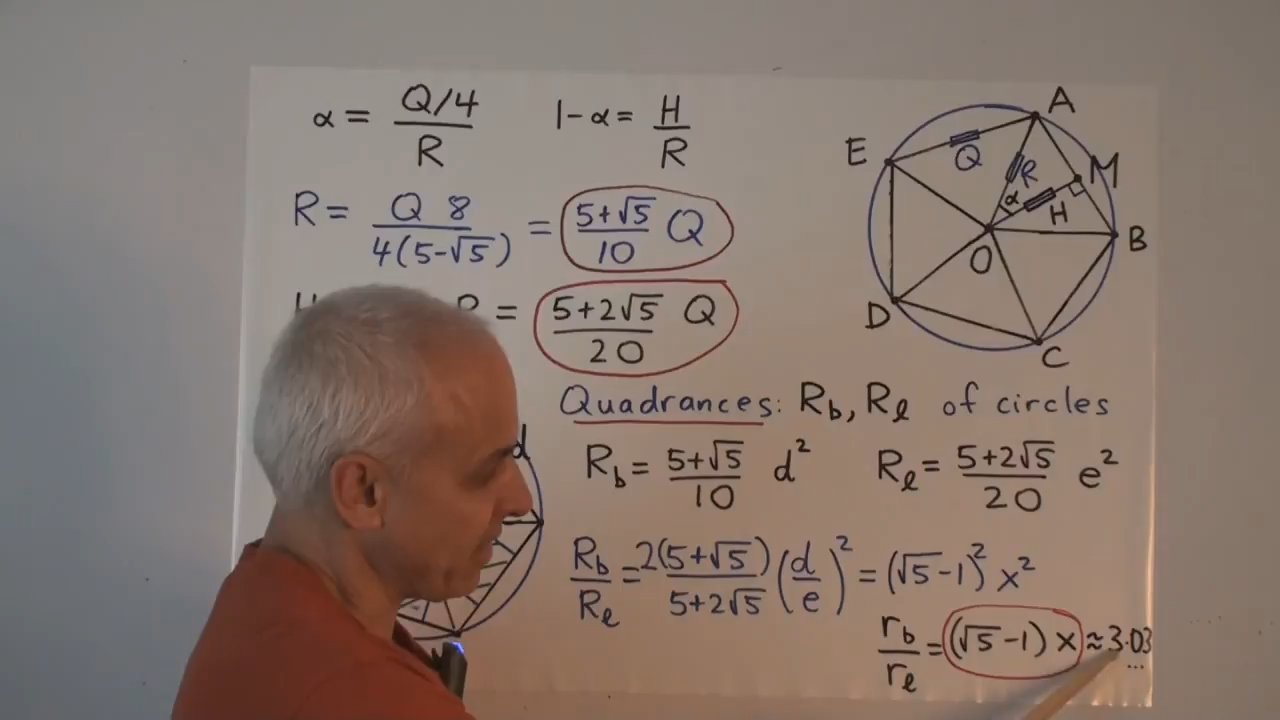 α = Q/4 / R    1-α = H/R
R = Q 8 / 4(5-√5) = 5+√5 / 10 Q
= 5+2√5 / 20 Q
A
E
Q
R
M
α
H
B
O
D
C
Quadrances: R_b, R_l of circles
d
R_b = 5+√5 / 10 d²    R_l = 5+2√5 / 20 e²
R_b / R_l = 2(5+√5) / 5+2√5 (d/e)² = (√5-1)² x²
r_b / r_l = (√5-1) x ≈ 3·03...